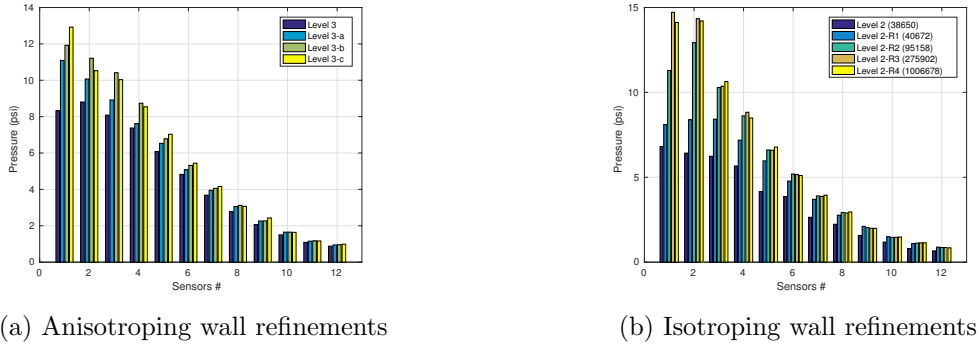 14
12
10
8
6
4
2
0
Pressure (psi)
0
2
4
6
8
10
12
Sensors #
Level 3
Level 3-a
Level 3-b
Level 3-c
(a) Anisotroping wall refinements
15
10
5
0
Pressure (psi)
0
2
4
6
8
10
12
Sensors #
Level 2 (38650)
Level 2-R1 (40672)
Level 2-R2 (95158)
Level 2-R3 (275902)
Level 2-R4 (1006678)
(b) Isotroping wall refinements